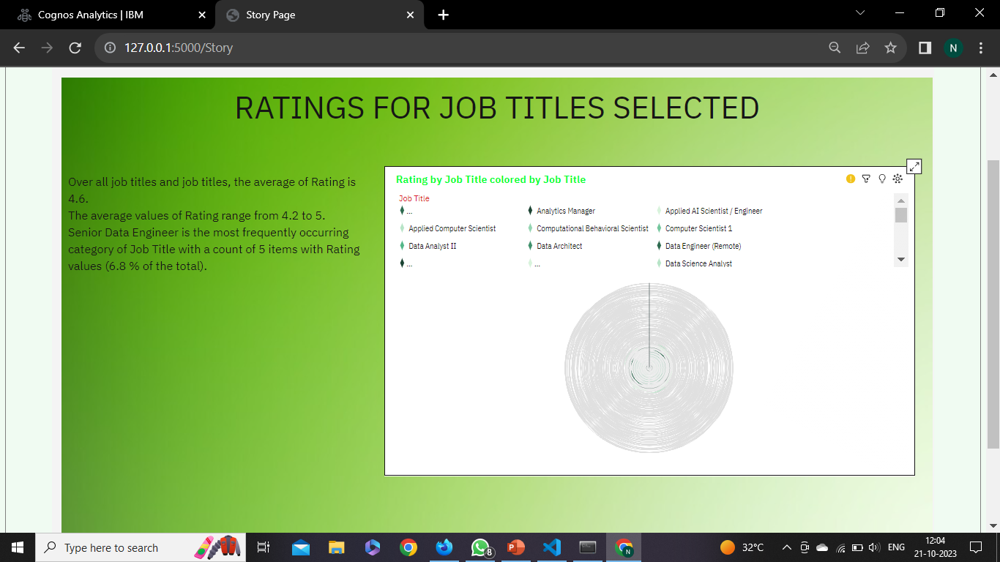 Cognos Analytics | IBM
Story Page
127.0.0.1:5000/Story
N
RATINGS FOR JOB TITLES SELECTED
Over all job titles and job titles, the average of Rating is
4.6.
The average values of Rating range from 4.2 to 5.
Senior Data Engineer is the most frequently occurring
category of Job Title with a count of 5 items with Rating
values (6.8 % of the total).
Rating by Job Title colored by Job Title
Job Title
... Analytics Manager Applied AI Scientist / Engineer
Applied Computer Scientist Computational Behavioral Scientist Computer Scientist 1
Data Analyst II Data Architect Data Engineer (Remote)
... ... Data Science Analyst
Type here to search
8
N
32°C
ENG
12:04
21-10-2023